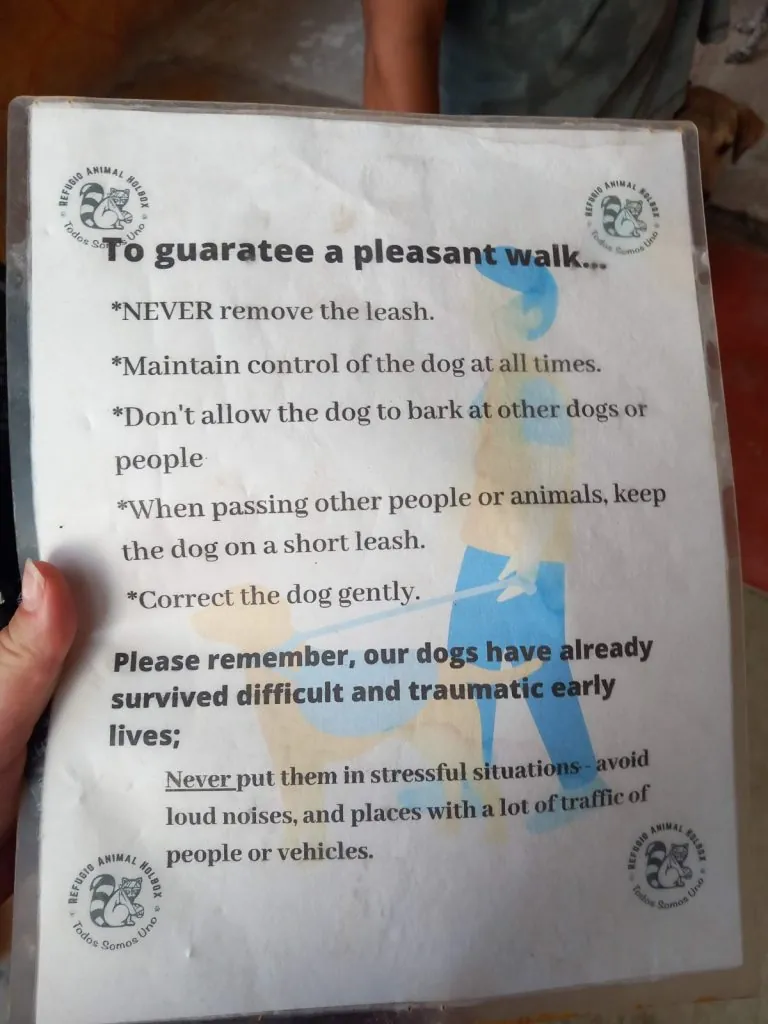 REFUGIO ANIMAL HOLBOX
Todos Somos Uno
REFUGIO ANIMAL HOLBOX
Todos Somos Uno
To guaratee a pleasant walk...
*NEVER remove the leash.
*Maintain control of the dog at all times.
*Don't allow the dog to bark at other dogs or
people
*When passing other people or animals, keep
the dog on a short leash.
*Correct the dog gently.
Please remember, our dogs have already
survived difficult and traumatic early
lives;
Never put them in stressful situations - avoid
loud noises, and places with a lot of traffic of
people or vehicles.
REFUGIO ANIMAL HOLBOX
Todos Somos Uno
REFUGIO ANIMAL HOLBOX
Todos Somos Uno